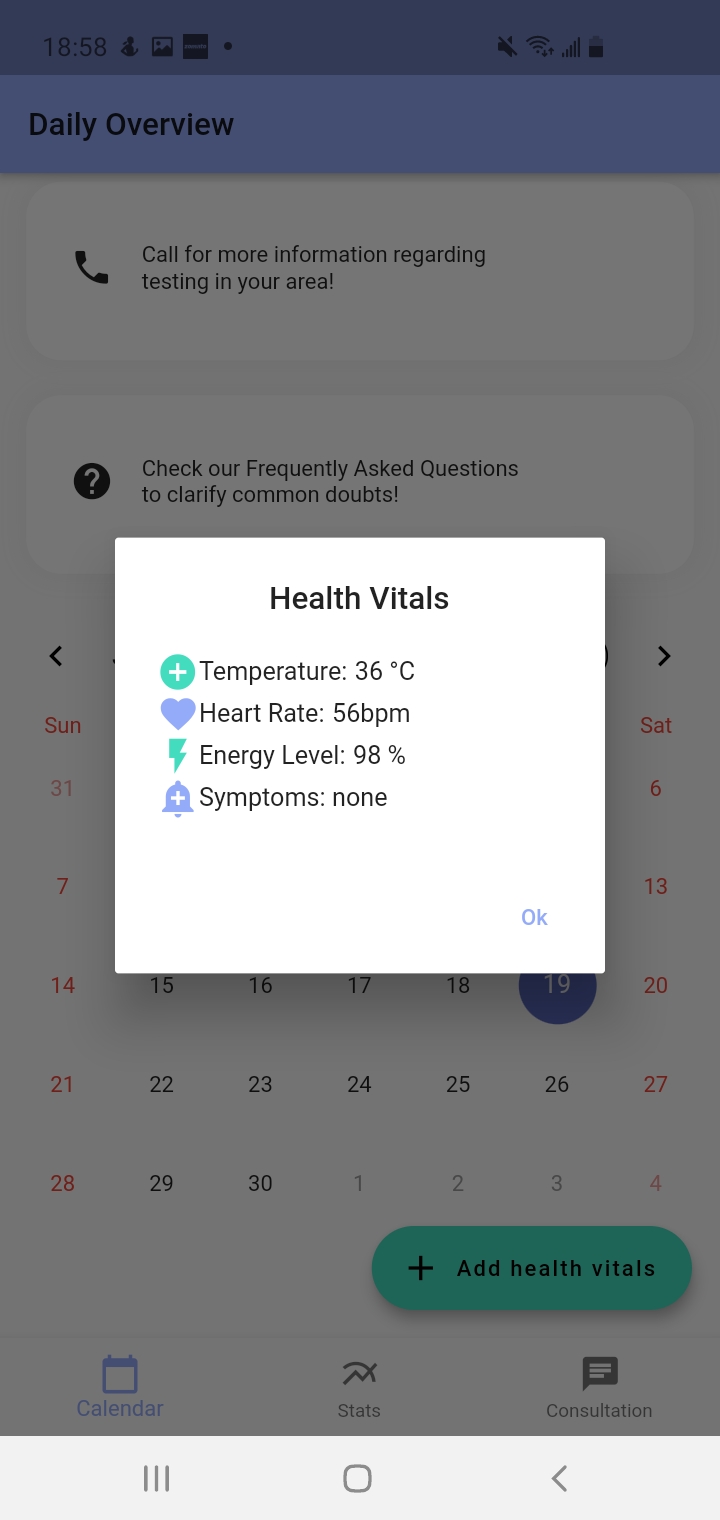 18:58
Daily Overview
Call for more information regarding
testing in your area!
Check our Frequently Asked Questions
to clarify common doubts!
Health Vitals
Temperature: 36 °C
Heart Rate: 56bpm
Energy Level: 98 %
Symptoms: none
Ok
Sun Sat
31 6
7 13
14 15 16 17 18 19 20
21 22 23 24 25 26 27
28 29 30 1 2 3 4
Add health vitals
Calendar Stats Consultation